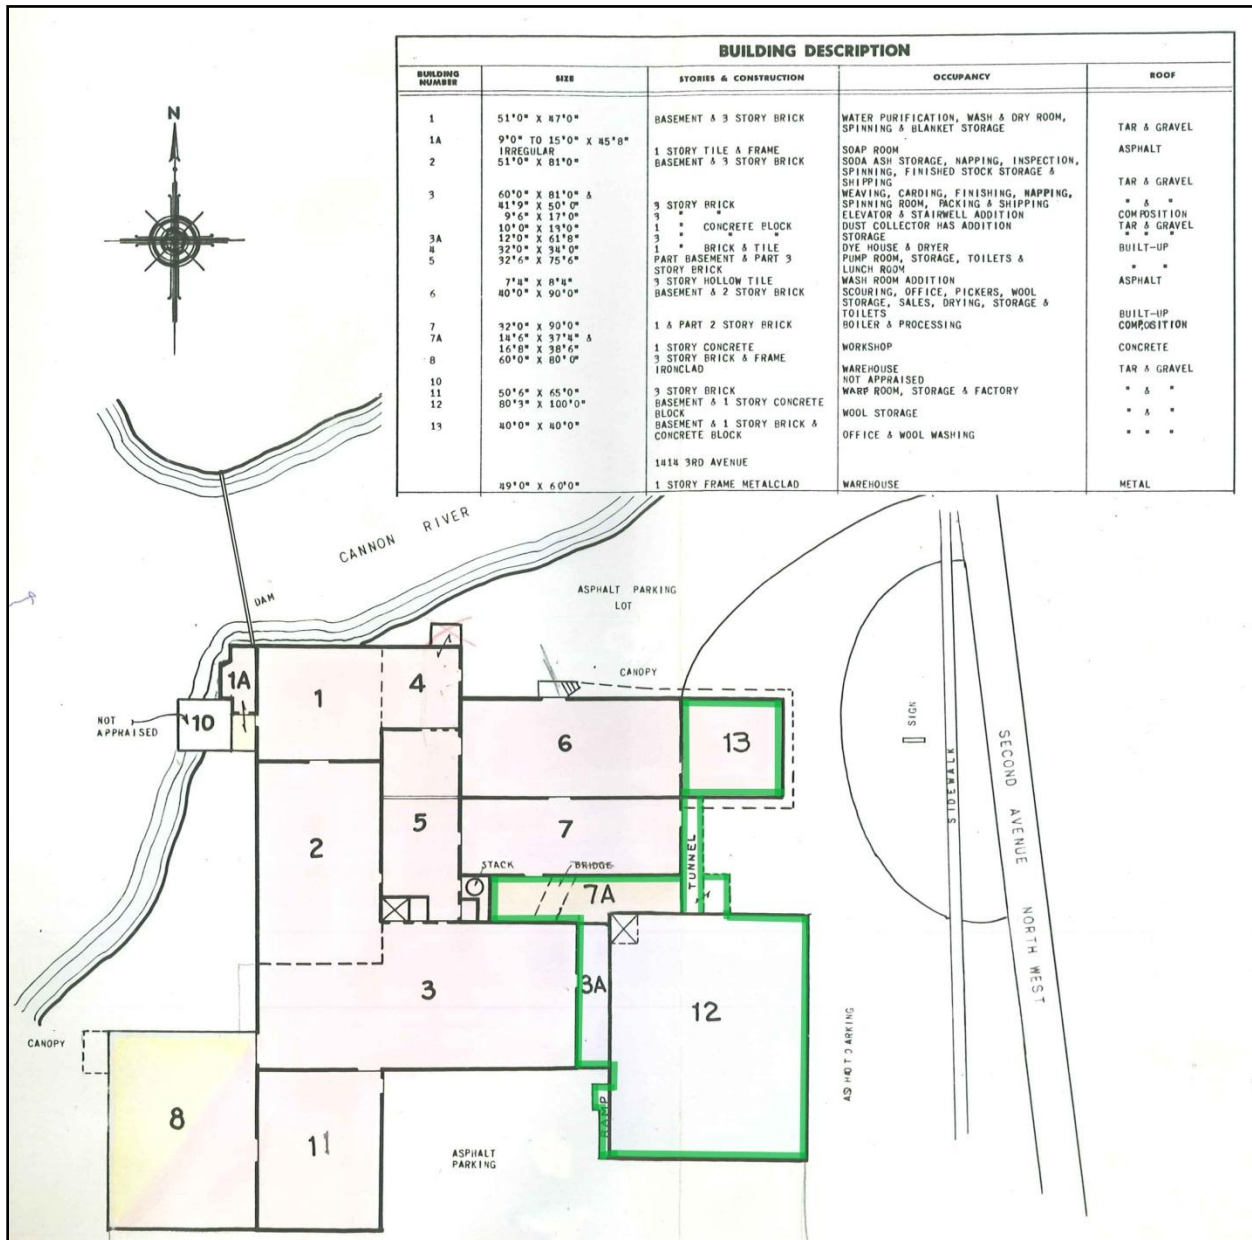 BUILDING DESCRIPTION
BUILDING NUMBER SIZE STORIES & CONSTRUCTION OCCUPANCY ROOF
1 51'0" X 47'0" BASEMENT & 3 STORY BRICK WATER PURIFICATION, WASH & DRY ROOM,
SPINNING & BLANKET STORAGE TAR & GRAVEL
1A 9'0" TO 15'0" X 45'8"
IRREGULAR 1 STORY TILE & FRAME SOAP ROOM ASPHALT
2 51'0" X 81'0" BASEMENT & 3 STORY BRICK SODA ASH STORAGE, NAPPING, INSPECTION,
SPINNING, FINISHED STOCK STORAGE &
SHIPPING TAR & GRAVEL
3 60'0" X 81'0" & WEAVING, CARDING, FINISHING, NAPPING,
41'9" X 50'0" 3 STORY BRICK SPINNING ROOM, PACKING & SHIPPING " & "
9'6" X 17'0" 3 " " ELEVATOR & STAIRWELL ADDITION COMPOSITION
10'0" X 13'0" 1 " CONCRETE BLOCK DUST COLLECTOR HAS ADDITION TAR & GRAVEL
3A 12'0" X 61'8" 3 " " " STORAGE " " "
4 32'0" X 34'0" 1 " BRICK & TILE DYE HOUSE & DRYER BUILT-UP
5 32'6" X 75'6" PART BASEMENT & PART 3 PUMP ROOM, STORAGE, TOILETS &
STORY BRICK LUNCH ROOM " "
7'4" X 8'4" 3 STORY HOLLOW TILE WASH ROOM ADDITION ASPHALT
6 40'0" X 90'0" BASEMENT & 2 STORY BRICK SCOURING, OFFICE, PICKERS, WOOL
STORAGE, SALES, DRYING, STORAGE &
TOILETS BUILT-UP
7 32'0" X 90'0" 1 & PART 2 STORY BRICK BOILER & PROCESSING COMPOSITION
7A 14'6" X 37'4" &
16'8" X 38'6" 1 STORY CONCRETE WORKSHOP CONCRETE
8 60'0" X 80'0" 3 STORY BRICK & FRAME
IRONCLAD WAREHOUSE TAR & GRAVEL
10 NOT APPRAISED
11 50'6" X 65'0" 3 STORY BRICK WARP ROOM, STORAGE & FACTORY " & "
12 80'3" X 100'0" BASEMENT & 1 STORY CONCRETE
BLOCK WOOL STORAGE " & "
13 40'0" X 40'0" BASEMENT & 1 STORY BRICK &
CONCRETE BLOCK OFFICE & WOOL WASHING " " "
1414 3RD AVENUE
49'0" X 60'0" 1 STORY FRAME METALCLAD WAREHOUSE METAL
N
CANNON RIVER
DAM
ASPHALT PARKING
LOT
CANOPY
1A
1
4
10
NOT
APPRAISED
6
13
SIGN
SIDEWALK
SECOND AVENUE NORTH WEST
2
5
7
STACK
BRIDGE
7A
TUNNEL
3
3A
12
CANOPY
8
11
RAMP
ASPHALT
PARKING